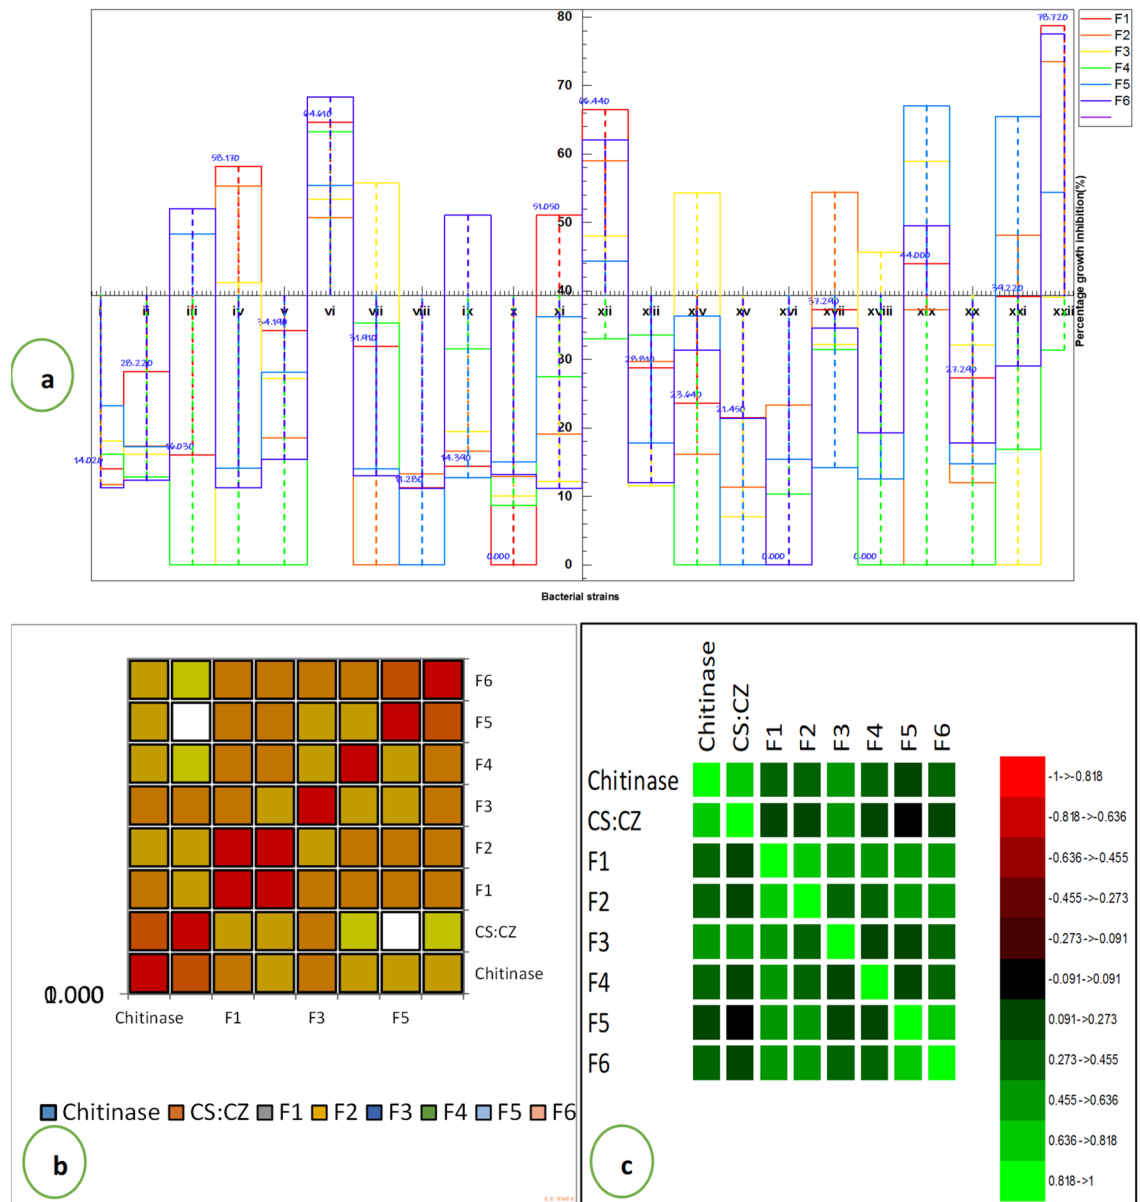 80
78.720
F1
F2
F3
F4
F5
F6
70
66.440
64.610
60
58.170
51.050
50
44.000
40
39.220
37.290
34.190
31.910
i ii iii iv v vi vii viii ix x xi xii xiii xiv xv xvi xvii xviii xix xx xxi xxii
Percentage growth inhibition(%)
30
28.220
28.810
27.290
23.640
21.450
20
16.030
14.020
14.390
11.280
10
0.000
0.000
0.000
0
a
Bacterial strains
F6
F5
F4
F3
F2
F1
CS:CZ
Chitinase
Chitinase F1 F3 F5
Chitinase CS:CZ F1 F2 F3 F4 F5 F6
b
Chitinase CS:CZ F1 F2 F3 F4 F5 F6
Chitinase
CS:CZ
F1
F2
F3
F4
F5
F6
-1->-0.818
-0.818->-0.636
-0.636->-0.455
-0.455->-0.273
-0.273->-0.091
-0.091->0.091
0.091->0.273
0.273->0.455
0.455->0.636
0.636->0.818
0.818->1
c